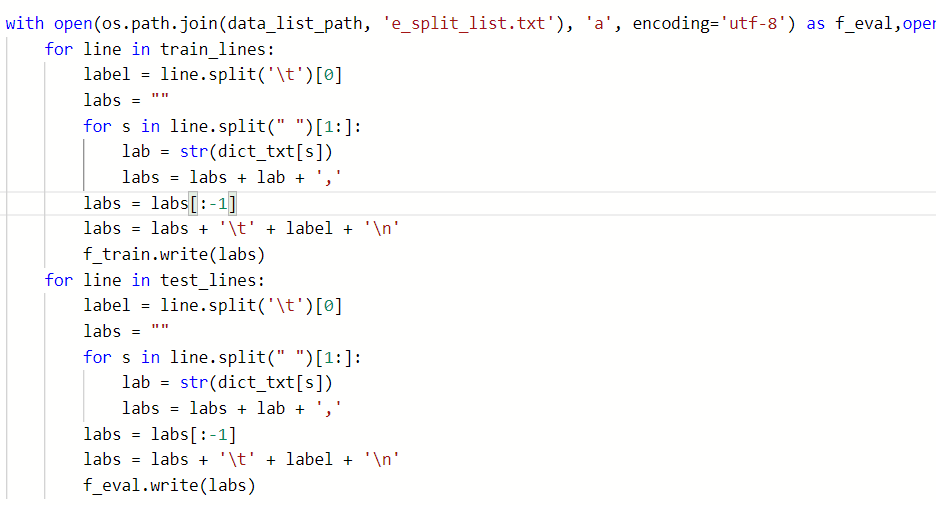 with open(os.path.join(data_list_path, 'e_split_list.txt'), 'a', encoding='utf-8') as f_eval,open
    for line in train_lines:
        label = line.split('\t')[0]
        labs = ""
        for s in line.split(" ")[1:]:
            lab = str(dict_txt[s])
            labs = labs + lab + ','
        labs = labs[:-1]
        labs = labs + '\t' + label + '\n'
        f_train.write(labs)
    for line in test_lines:
        label = line.split('\t')[0]
        labs = ""
        for s in line.split(" ")[1:]:
            lab = str(dict_txt[s])
            labs = labs + lab + ','
        labs = labs[:-1]
        labs = labs + '\t' + label + '\n'
        f_eval.write(labs)